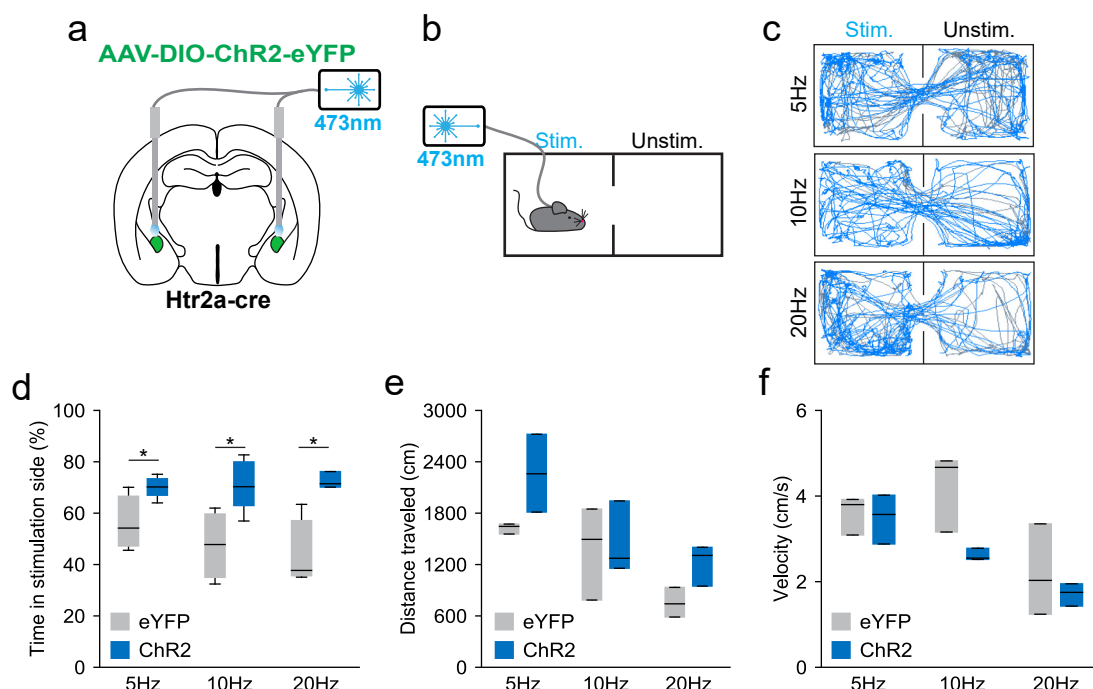 a
AAV-DIO-ChR2-eYFP
473nm
Htr2a-cre
b
473nm
Stim.
Unstim.
c
Stim.
Unstim.
5Hz
10Hz
20Hz
d
Time in stimulation side (%)
100
80
60
40
20
0
*
*
*
eYFP
ChR2
5Hz
10Hz
20Hz
e
Distance traveled (cm)
3000
2400
1800
1200
600
0
eYFP
ChR2
5Hz
10Hz
20Hz
f
Velocity (cm/s)
6
4
2
0
eYFP
ChR2
5Hz
10Hz
20Hz